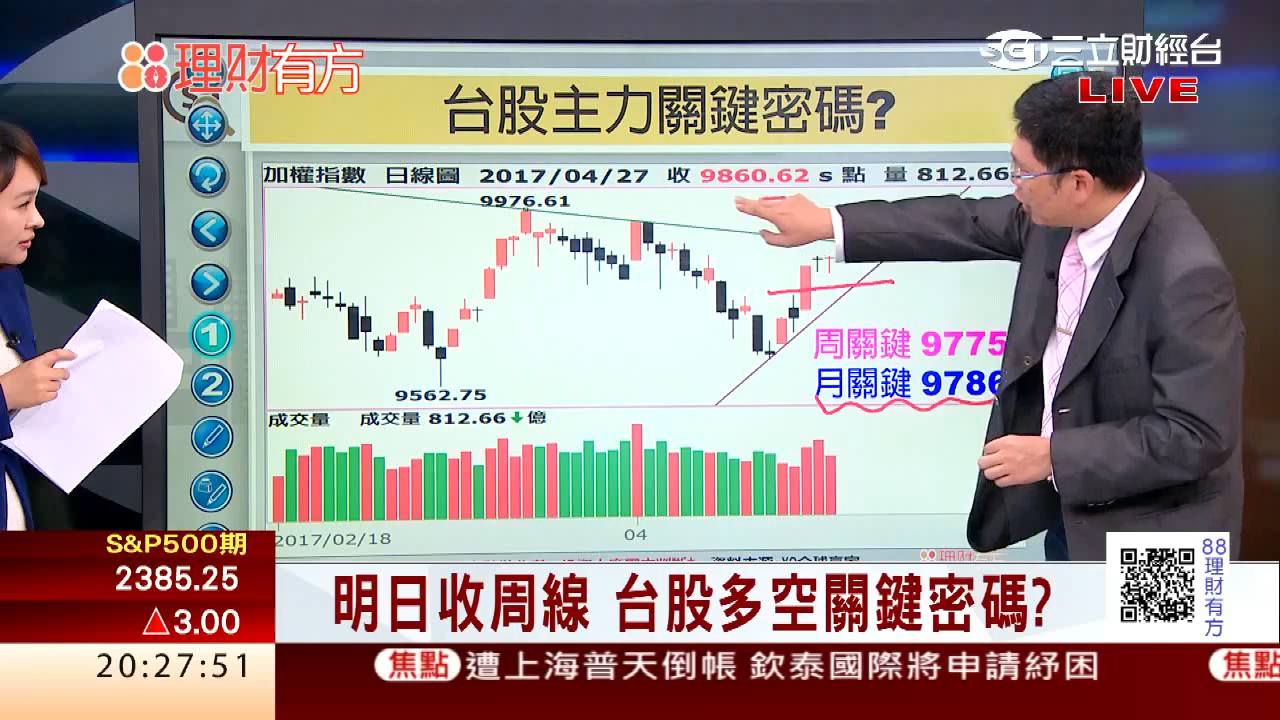 理財有方
SET 三立財經台
LIVE
台股主力關鍵密碼?
加權指數 日線圖 2017/04/27 收 9860.62 s 點 量 812.66
9976.61
周關鍵 9775
月關鍵 9786
9562.75
成交量 成交量 812.66 億
2017/02/18
04
1
2
S&P500期
2385.25
△3.00
20:27:51
明日收周線 台股多空關鍵密碼?
88理財有方
焦點 遭上海普天倒帳 欽泰國際將申請紓困
焦點